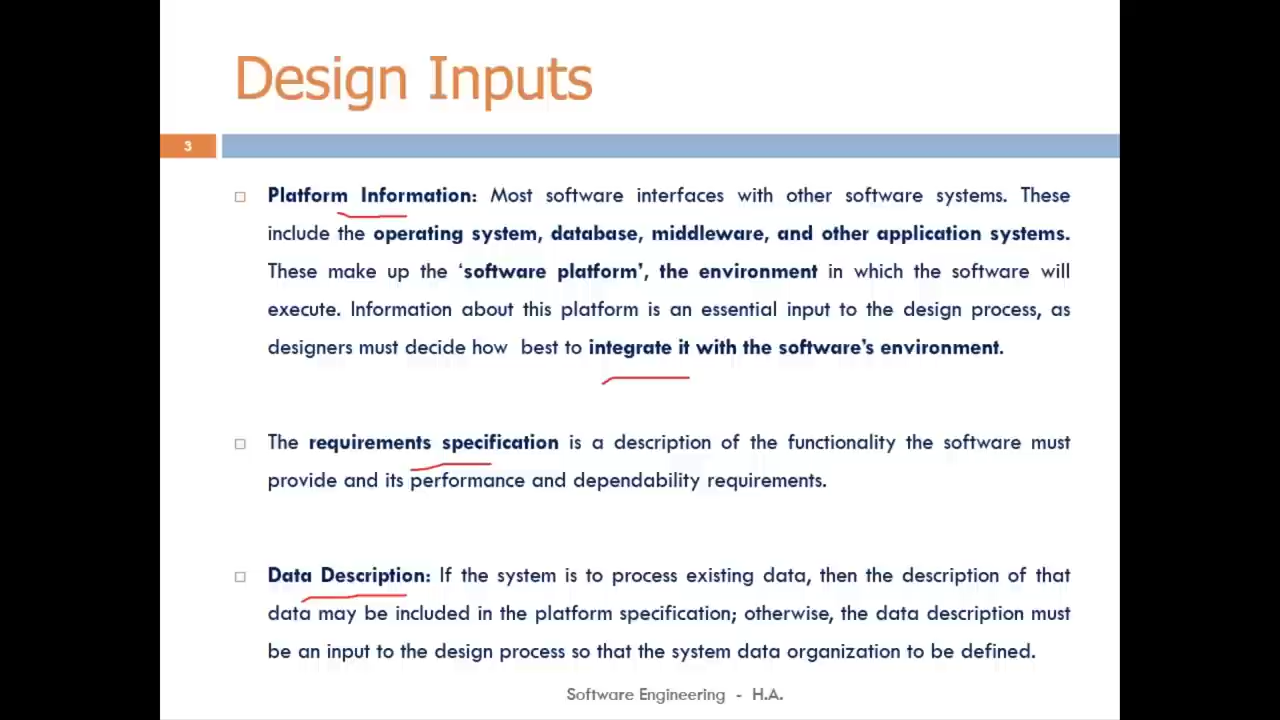 Design Inputs
3
Platform Information: Most software interfaces with other software systems. These
include the operating system, database, middleware, and other application systems.
These make up the ‘software platform’, the environment in which the software will
execute. Information about this platform is an essential input to the design process, as
designers must decide how best to integrate it with the software’s environment.
The requirements specification is a description of the functionality the software must
provide and its performance and dependability requirements.
Data Description: If the system is to process existing data, then the description of that
data may be included in the platform specification; otherwise, the data description must
be an input to the design process so that the system data organization to be defined.
Software Engineering - H.A.